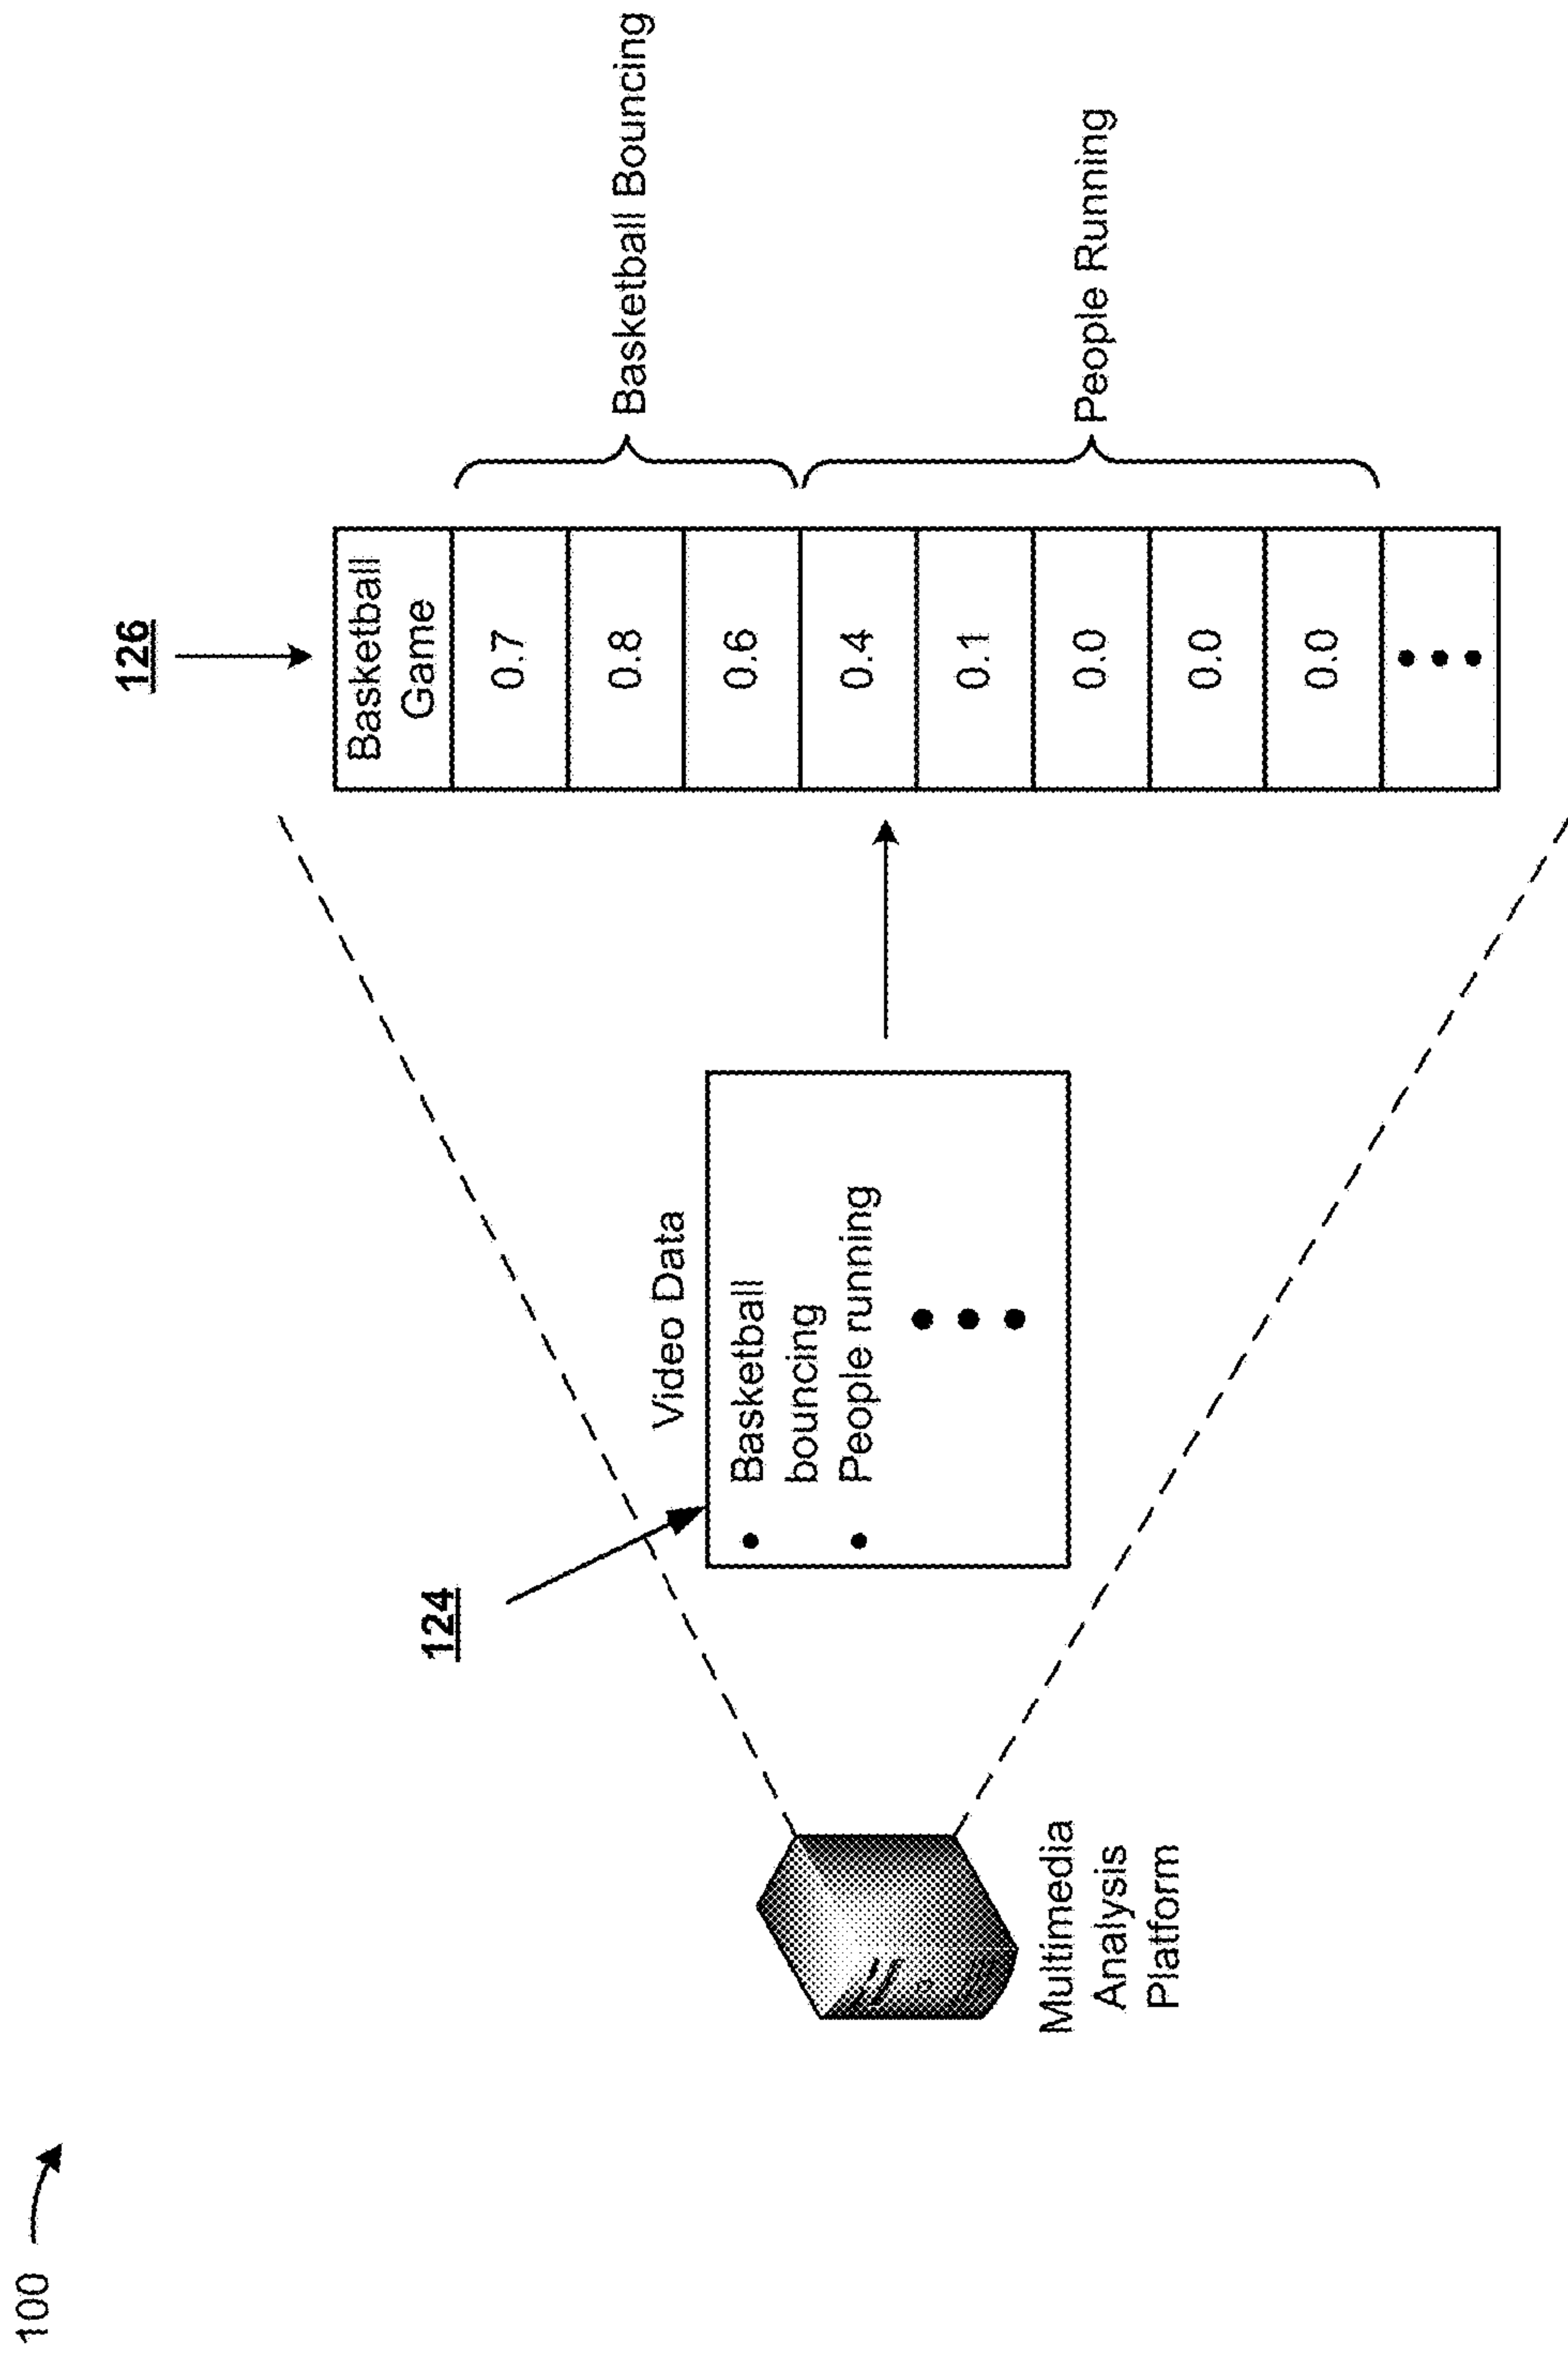 100
126
Basketball
Game
0.7
0.8
0.6
0.4
0.1
0.0
0.0
0.0
Basketball Bouncing
People Running
124
Video Data
• Basketball
bouncing
• People running
Multimedia
Analysis
Platform